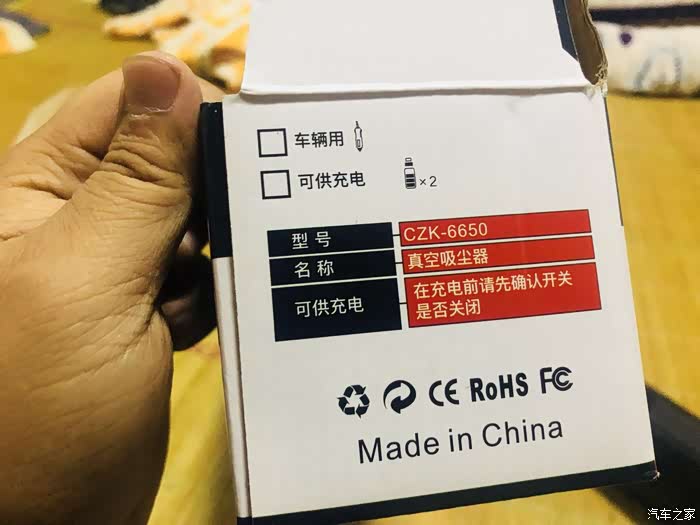 车辆用
可供充电 ×2
型号 CZK-6650
名称 真空吸尘器
可供充电 在充电前请先确认开关
是否关闭
CE RoHS FC
Made in China
汽车之家